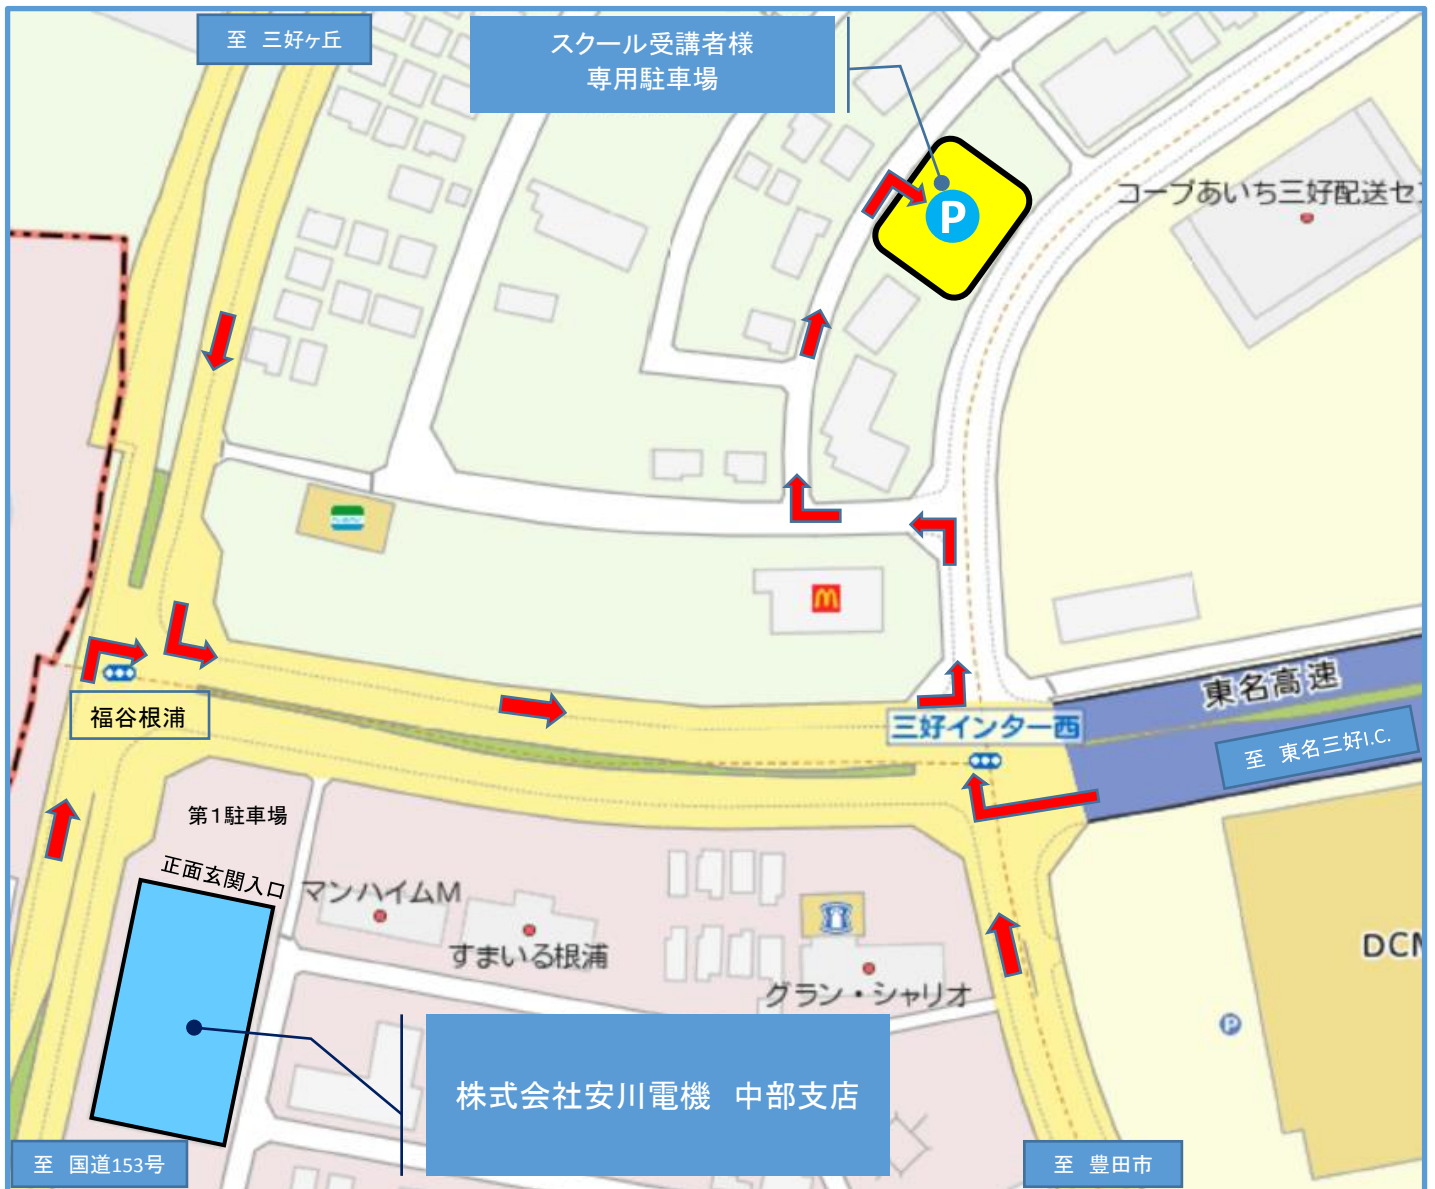 至 三好ヶ丘
スクール受講者様
専用駐車場
P
コープあいち三好配送セ
東名高速
至 東名三好I.C.
三好インター西
福谷根浦
第1駐車場
正面玄関入口
マンハイムM
すまいる根浦
グラン・シャリオ
DCM
P
株式会社安川電機 中部支店
至 国道153号
至 豊田市